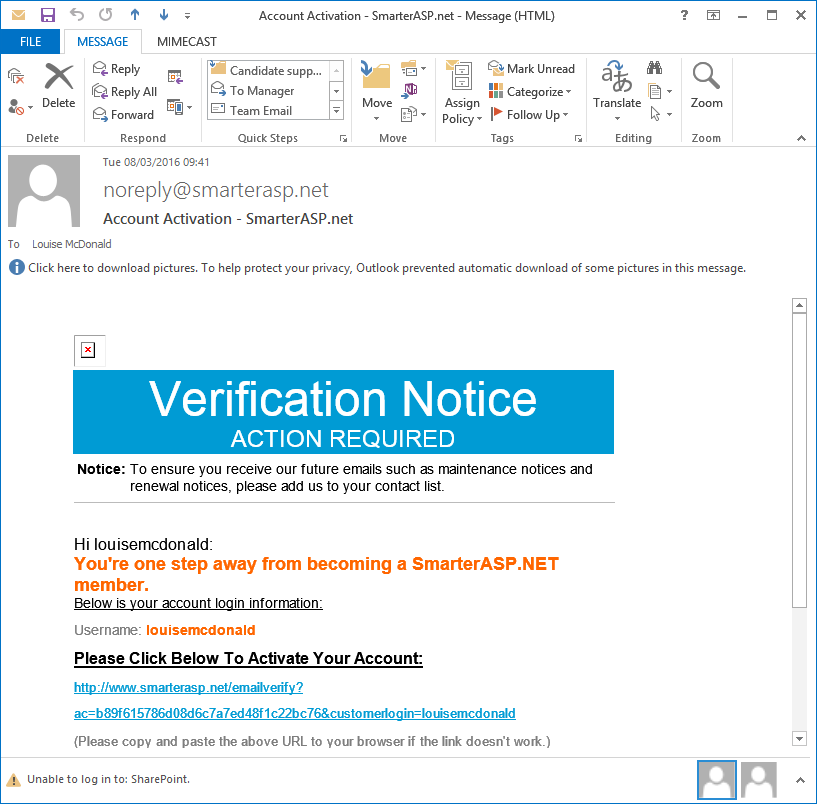 Account Activation - SmarterASP.net - Message (HTML)
?
FILE
MESSAGE
MIMECAST
Delete
Delete
Reply
Reply All
Forward
Respond
Candidate supp...
To Manager
Team Email
Quick Steps
Move
Move
Assign
Policy
Mark Unread
Categorize
Follow Up
Tags
Translate
Editing
Zoom
Zoom
Tue 08/03/2016 09:41
noreply@smarterasp.net
Account Activation - SmarterASP.net
To Louise McDonald
Click here to download pictures. To help protect your privacy, Outlook prevented automatic download of some pictures in this message.
Verification Notice
ACTION REQUIRED
Notice: To ensure you receive our future emails such as maintenance notices and
renewal notices, please add us to your contact list.
Hi louisemcdonald:
You're one step away from becoming a SmarterASP.NET
member.
Below is your account login information:
Username: louisemcdonald
Please Click Below To Activate Your Account:
http://www.smarterasp.net/emailverify?
ac=b89f615786d08d6c7a7ed48f1c22bc76&customerlogin=louisemcdonald
(Please copy and paste the above URL to your browser if the link doesn't work.)
Unable to log in to: SharePoint.